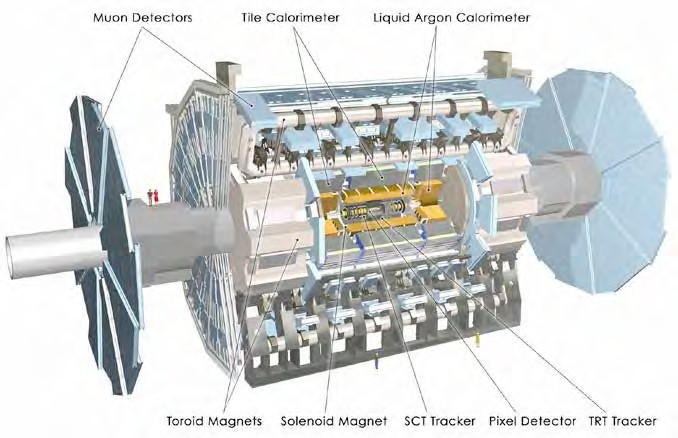 Muon Detectors
Tile Calorimeter
Liquid Argon Calorimeter
Toroid Magnets
Solenoid Magnet
SCT Tracker
Pixel Detector
TRT Tracker